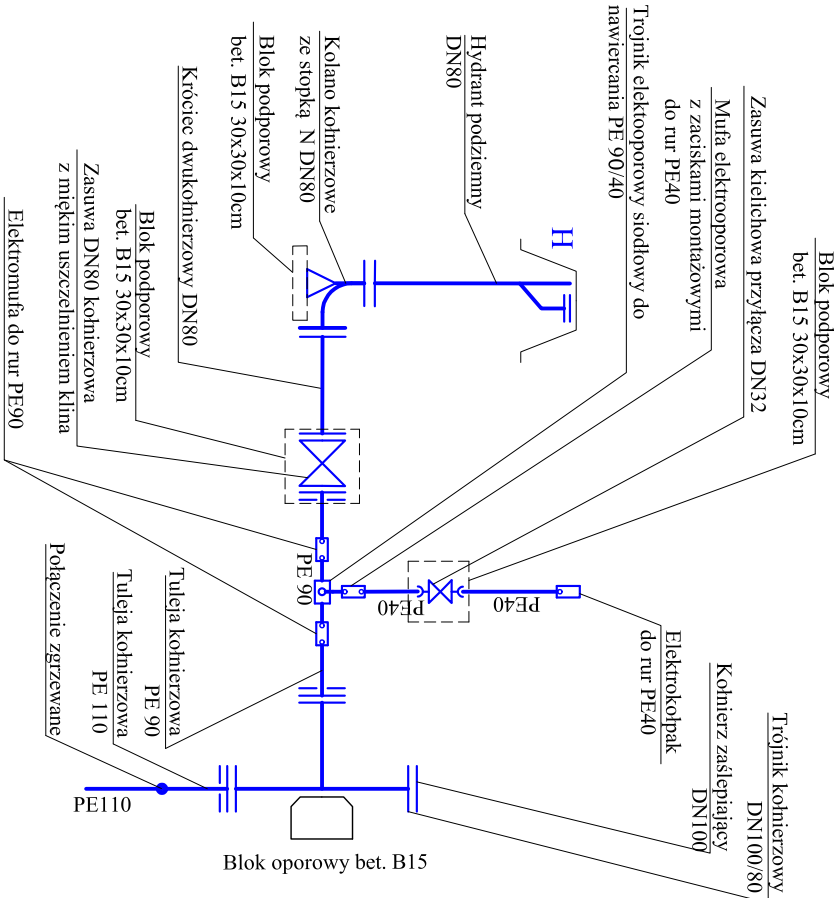 Blok podporowy
bet. B15 30x30x10cm
Zasuwa kielichowa przyłącza DN32
Mufa elektrooporowa
z zaciskami montażowymi
do rur PE40
Trojnik elektooporowy siodłowy do
nawiercania PE 90/40
Hydrant podziemny
DN80
Kolano kołnierzowe
ze stopką N DN80
Blok podporowy
bet. B15 30x30x10cm
Króciec dwukołnierzowy DN80
Blok podporowy
bet. B15 30x30x10cm
Zasuwa DN80 kołnierzowa
z miękim uszczelnieniem klina
Elektromufa do rur PE90
H
PE 90
PE40
PE40
Trójnik kołnierzowy
DN100/80
Kołnierz zaślepiający
DN100
Elektrokołpak
do rur PE40
Tuleja kołnierzowa
PE 90
Tuleja kołnierzowa
PE 110
Połączenie zgrzewane
PE110
Blok oporowy bet. B15